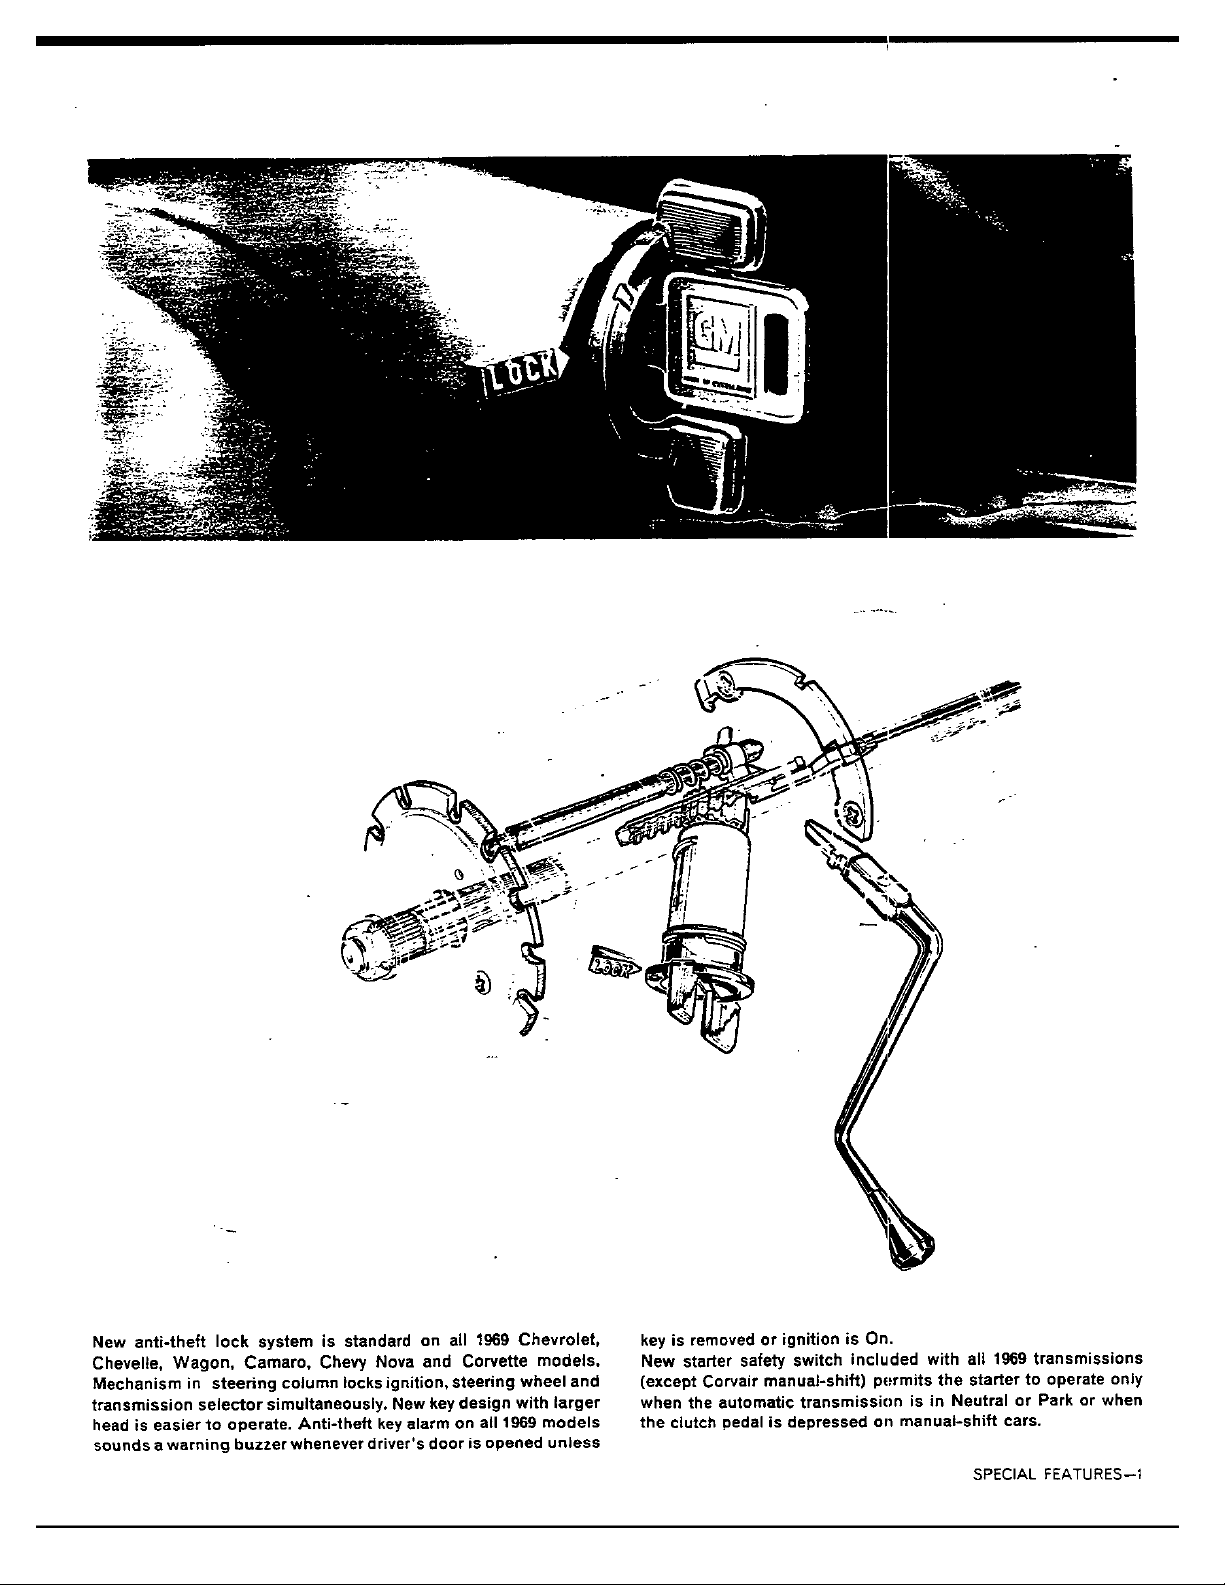 LOCK
GM
LOCK
New anti-theft lock system is standard on all 1969 Chevrolet,
Chevelle, Wagon, Camaro, Chevy Nova and Corvette models.
Mechanism in steering column locks ignition, steering wheel and
transmission selector simultaneously. New key design with larger
head is easier to operate. Anti-theft key alarm on all 1969 models
sounds a warning buzzer whenever driver's door is opened unless
key is removed or ignition is On.
New starter safety switch included with all 1969 transmissions
(except Corvair manual-shift) permits the starter to operate only
when the automatic transmission is in Neutral or Park or when
the clutch pedal is depressed on manual-shift cars.
SPECIAL FEATURES—1